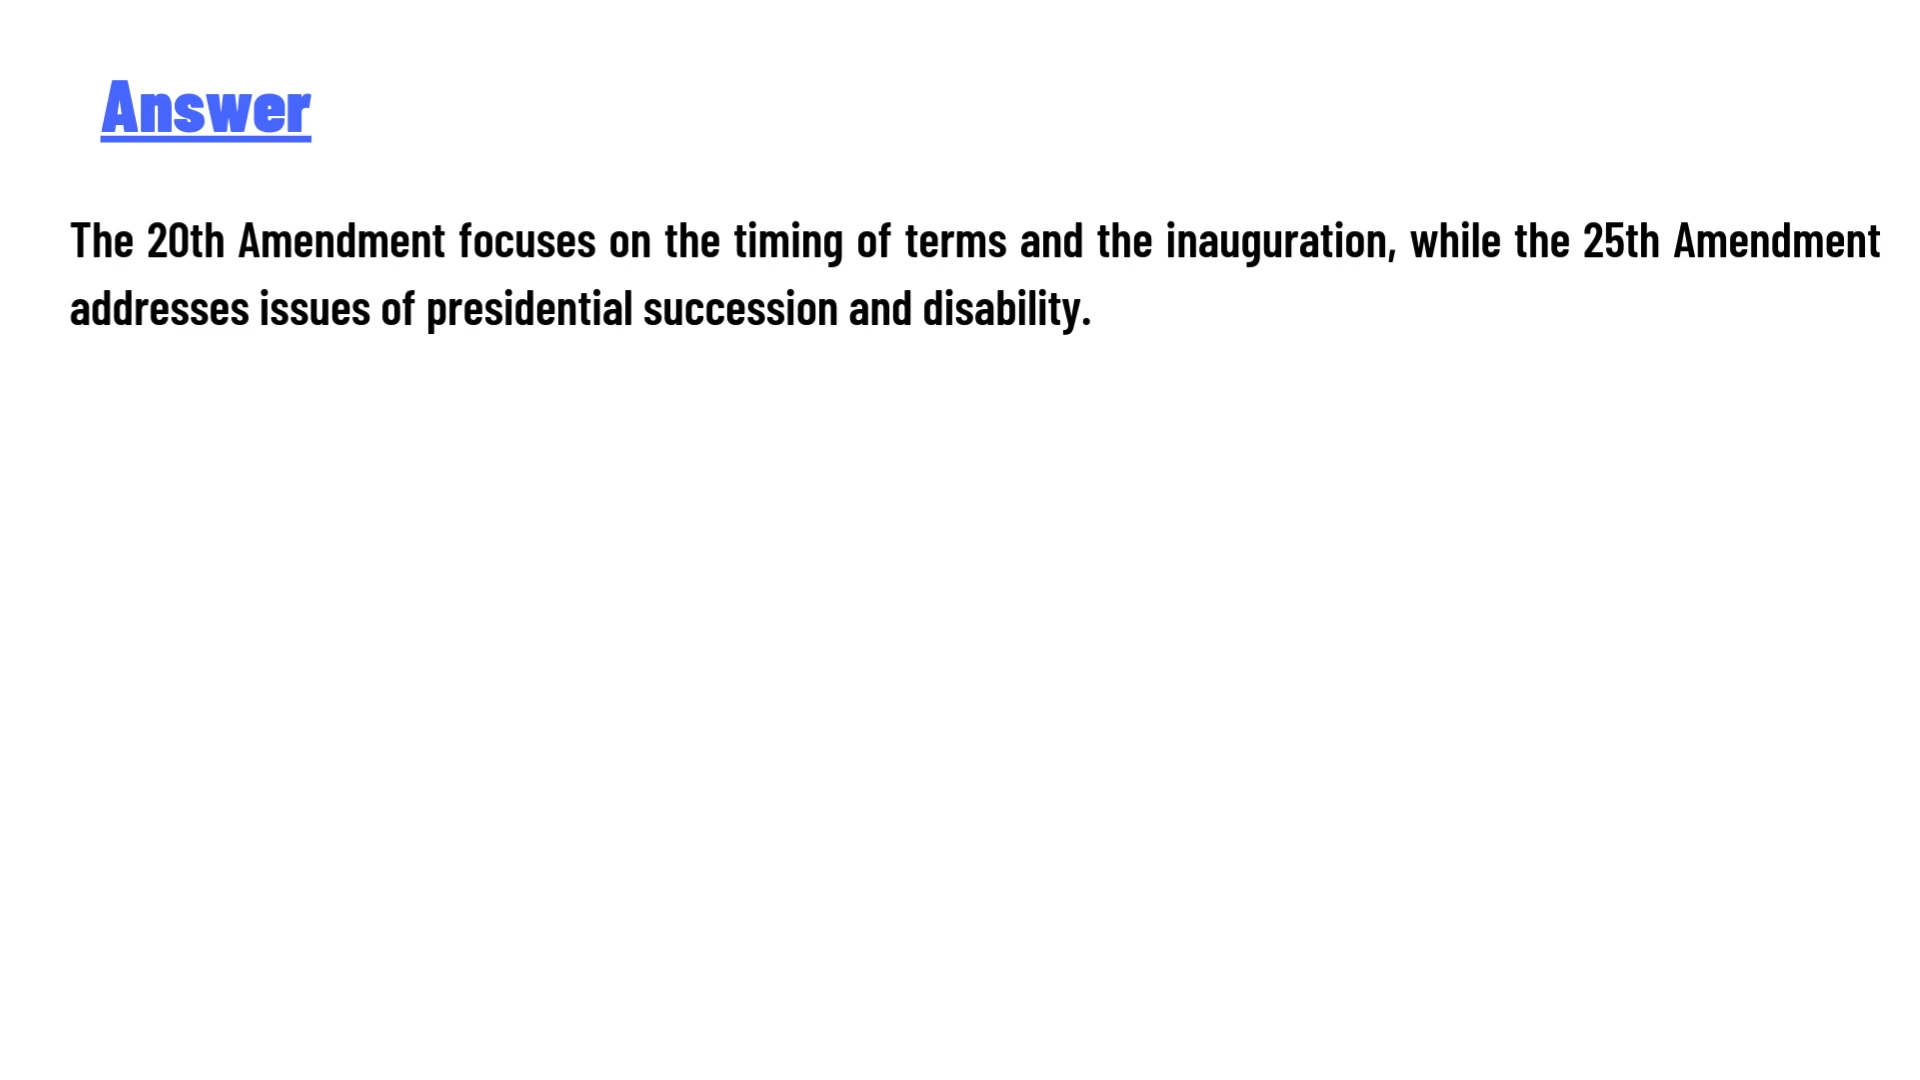 Answer
The 20th Amendment focuses on the timing of terms and the inauguration, while the 25th Amendment
addresses issues of presidential succession and disability.